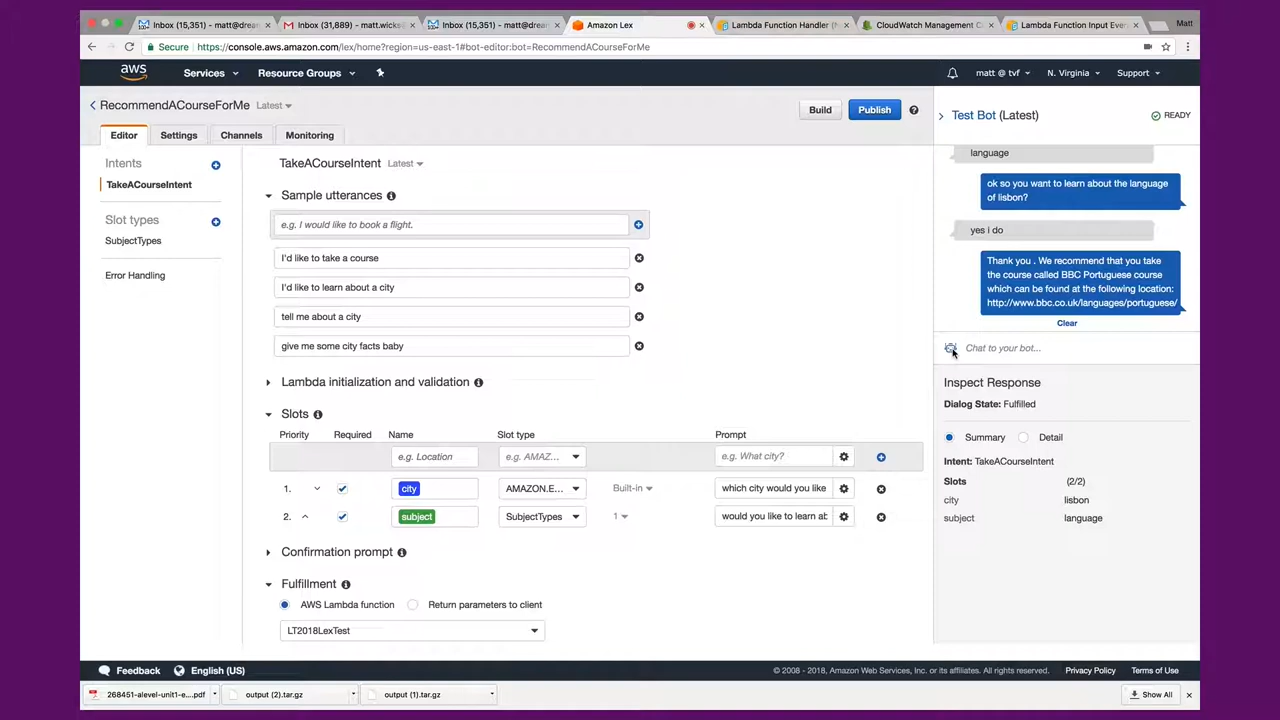 Inbox (15,351) - matt@dream
Inbox (31,889) - matt.wicks@
Inbox (15,351) - matt@dream
Amazon Lex
Lambda Function Handler (N
CloudWatch Management C
Lambda Function Input Even
Matt
Secure
https://console.aws.amazon.com/lex/home?region=us-east-1#bot-editor:bot=RecommendACourseForMe
aws
Services
Resource Groups
matt @ tvf
N. Virginia
Support
RecommendACourseForMe
Latest
Build
Publish
Test Bot (Latest)
READY
Editor
Settings
Channels
Monitoring
Intents
TakeACourseIntent
Slot types
SubjectTypes
Error Handling
TakeACourseIntent Latest
Sample utterances
e.g. I would like to book a flight.
I'd like to take a course
I'd like to learn about a city
tell me about a city
give me some city facts baby
Lambda initialization and validation
Slots
Priority Required Name Slot type Prompt
e.g. Location e.g. AMAZ... e.g. What city?
1. city AMAZON.E... Built-in which city would you like
2. subject SubjectTypes 1 would you like to learn ab
Confirmation prompt
Fulfillment
AWS Lambda function Return parameters to client
LT2018LexTest
language
ok so you want to learn about the language
of lisbon?
yes i do
Thank you . We recommend that you take
the course called BBC Portuguese course
which can be found at the following location:
http://www.bbc.co.uk/languages/portuguese/
Clear
Chat to your bot...
Inspect Response
Dialog State: Fulfilled
Summary Detail
Intent: TakeACourseIntent
Slots (2/2)
city lisbon
subject language
Feedback
English (US)
© 2008 - 2018, Amazon Web Services, Inc. or its affiliates. All rights reserved.
Privacy Policy
Terms of Use
268451-alevel-unit1-e....pdf
output (2).tar.gz
output (1).tar.gz
Show All